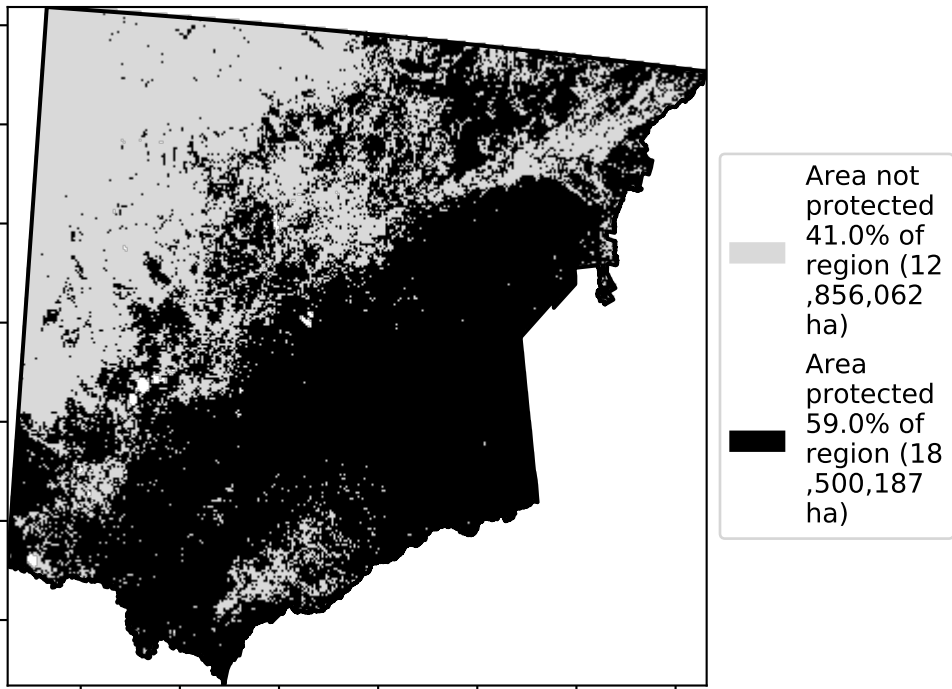 Area not
protected
41.0% of
region (12
,856,062
ha)
Area
protected
59.0% of
region (18
,500,187
ha)